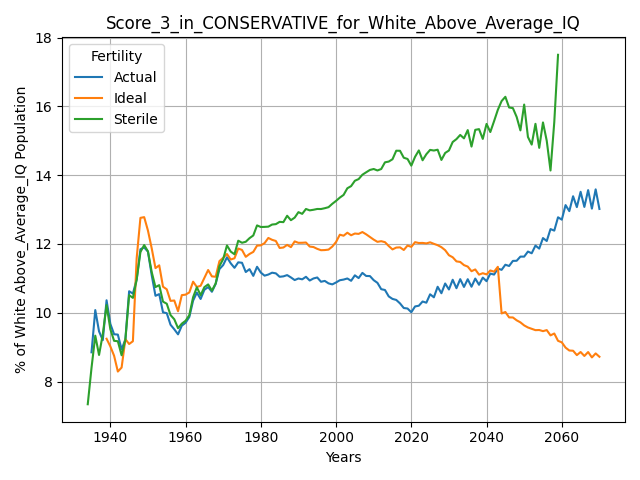 Score_3_in_CONSERVATIVE_for_White_Above_Average_IQ
% of White Above_Average_IQ Population
18
16
14
12
10
8
Fertility
Actual
Ideal
Sterile
1940 1960 1980 2000 2020 2040 2060
Years